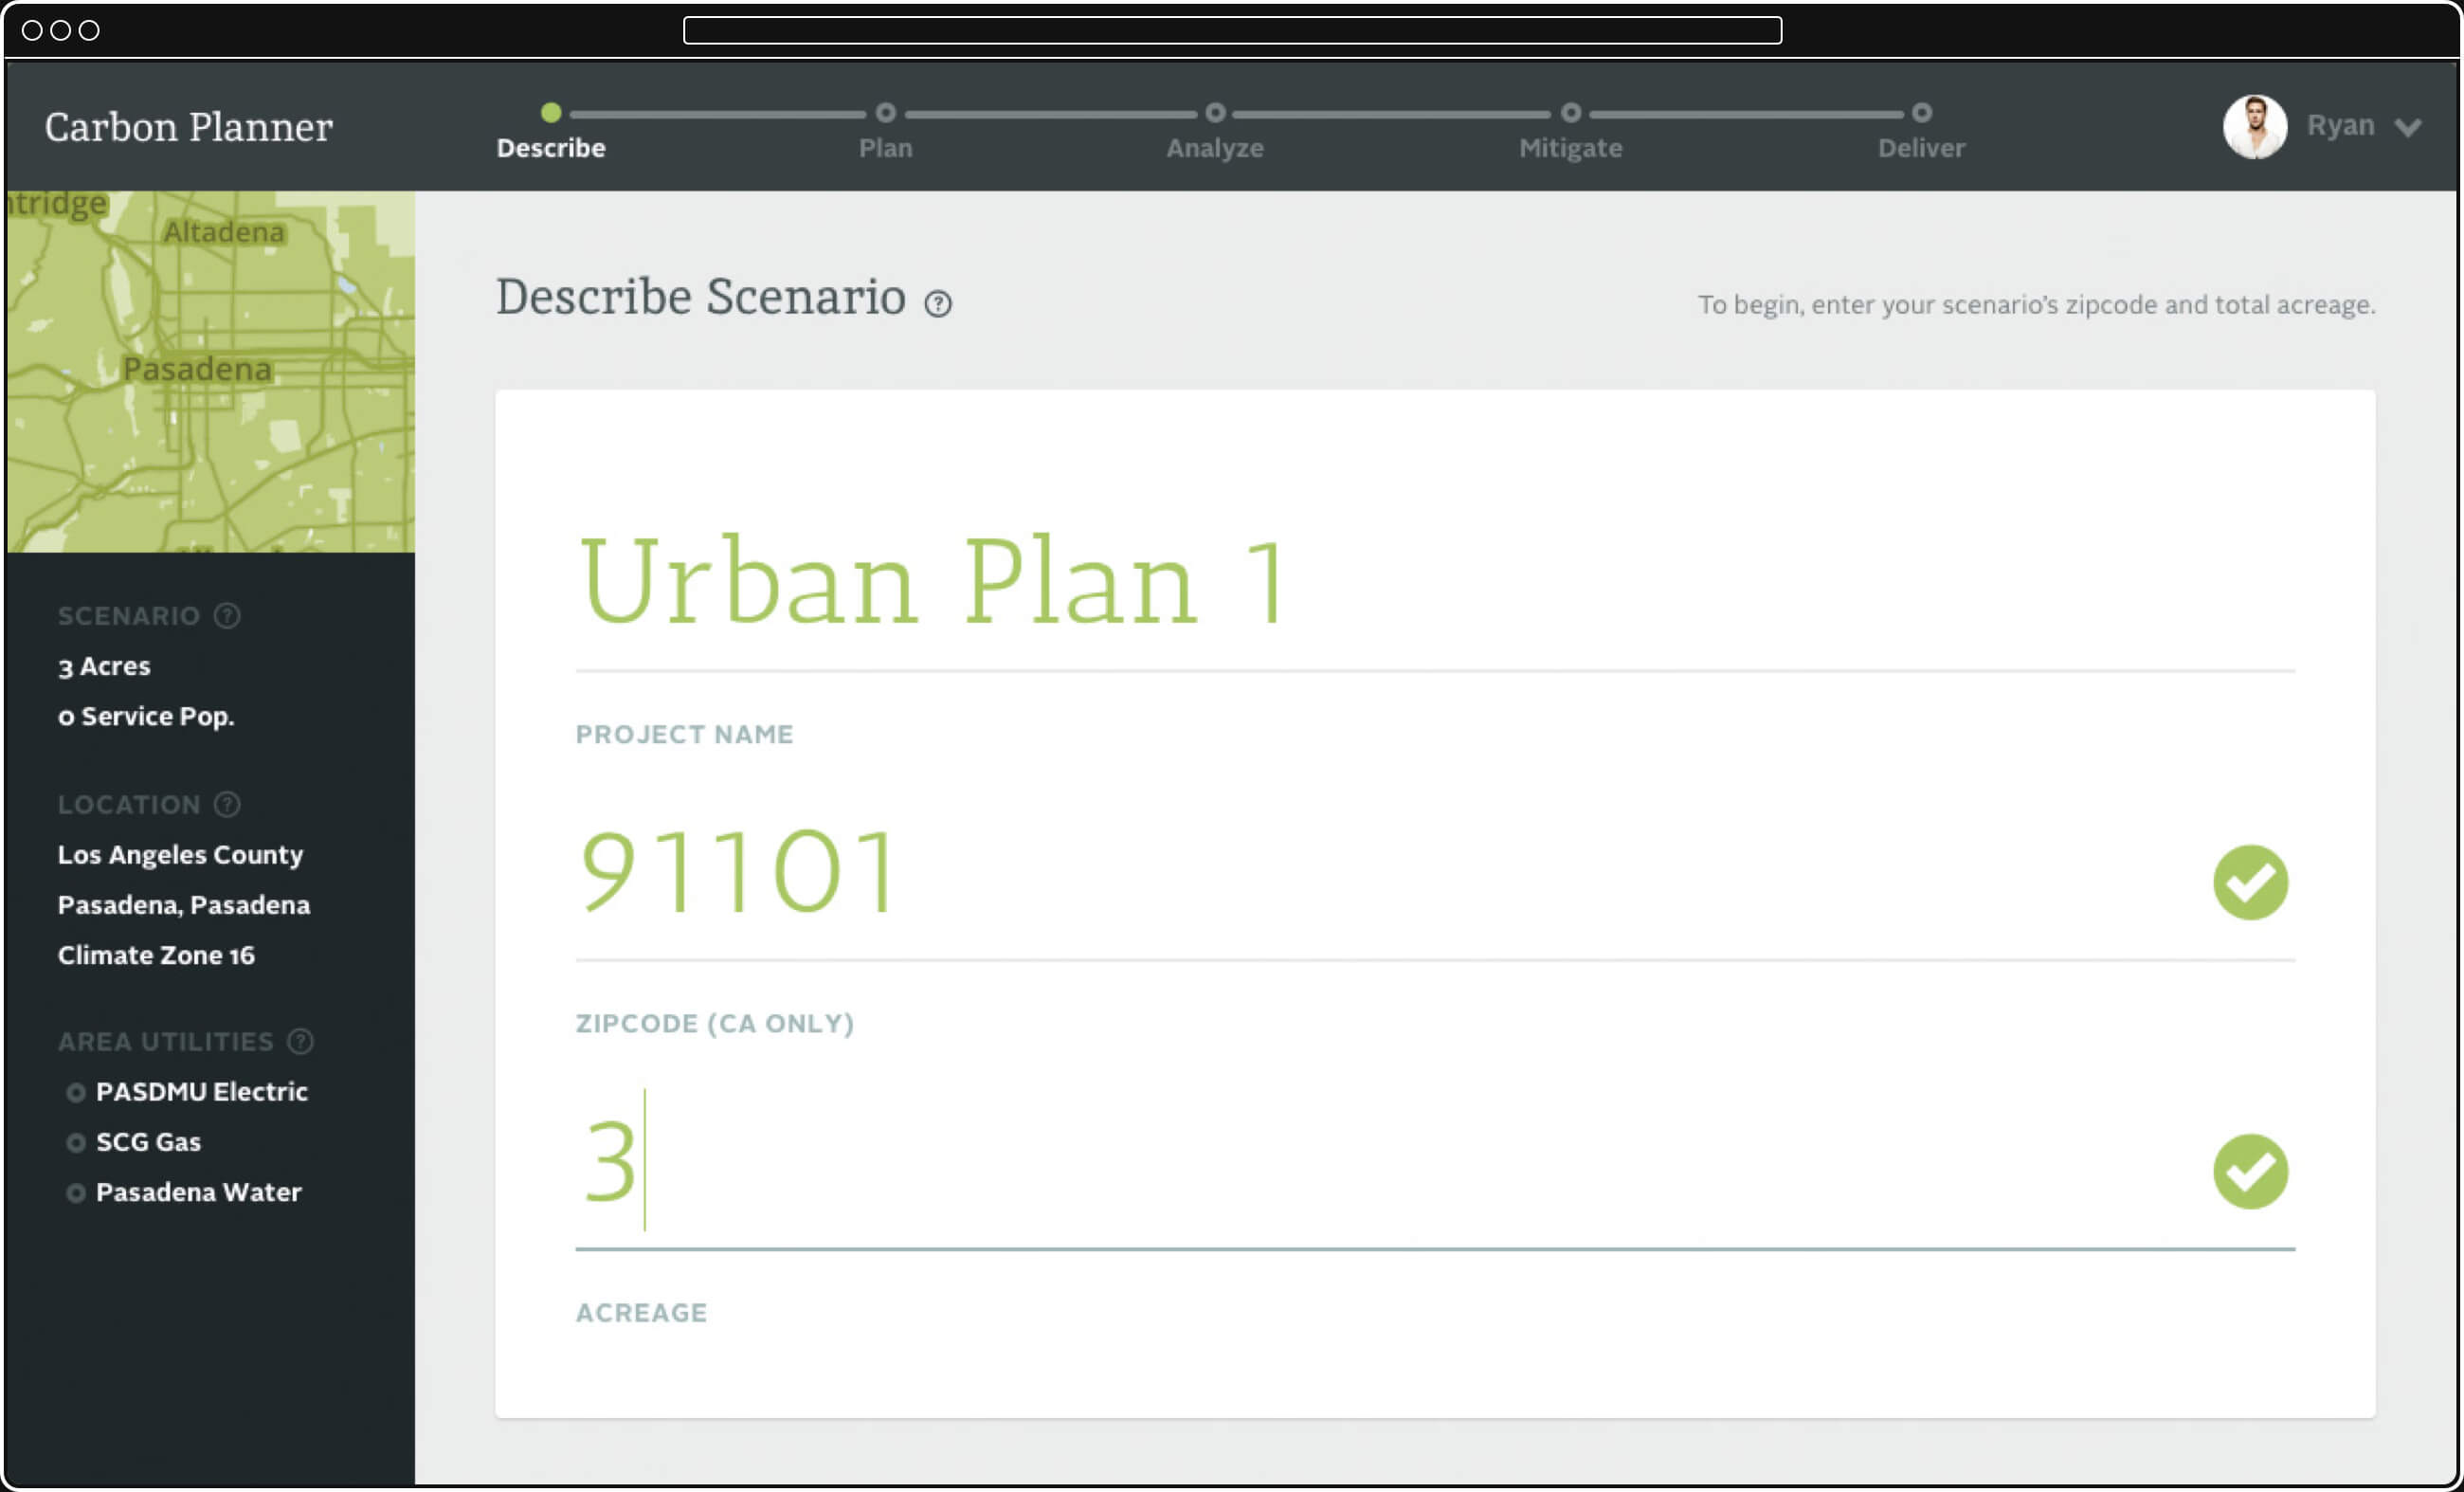 Carbon Planner
Describe
Plan
Analyze
Mitigate
Deliver
Ryan
ntridge
Altadena
Pasadena
SCENARIO ?
3 Acres
0 Service Pop.
LOCATION ?
Los Angeles County
Pasadena, Pasadena
Climate Zone 16
AREA UTILITIES ?
PASDMU Electric
SCG Gas
Pasadena Water
Describe Scenario ?
To begin, enter your scenario’s zipcode and total acreage.
Urban Plan 1
PROJECT NAME
91101
ZIPCODE (CA ONLY)
3
ACREAGE